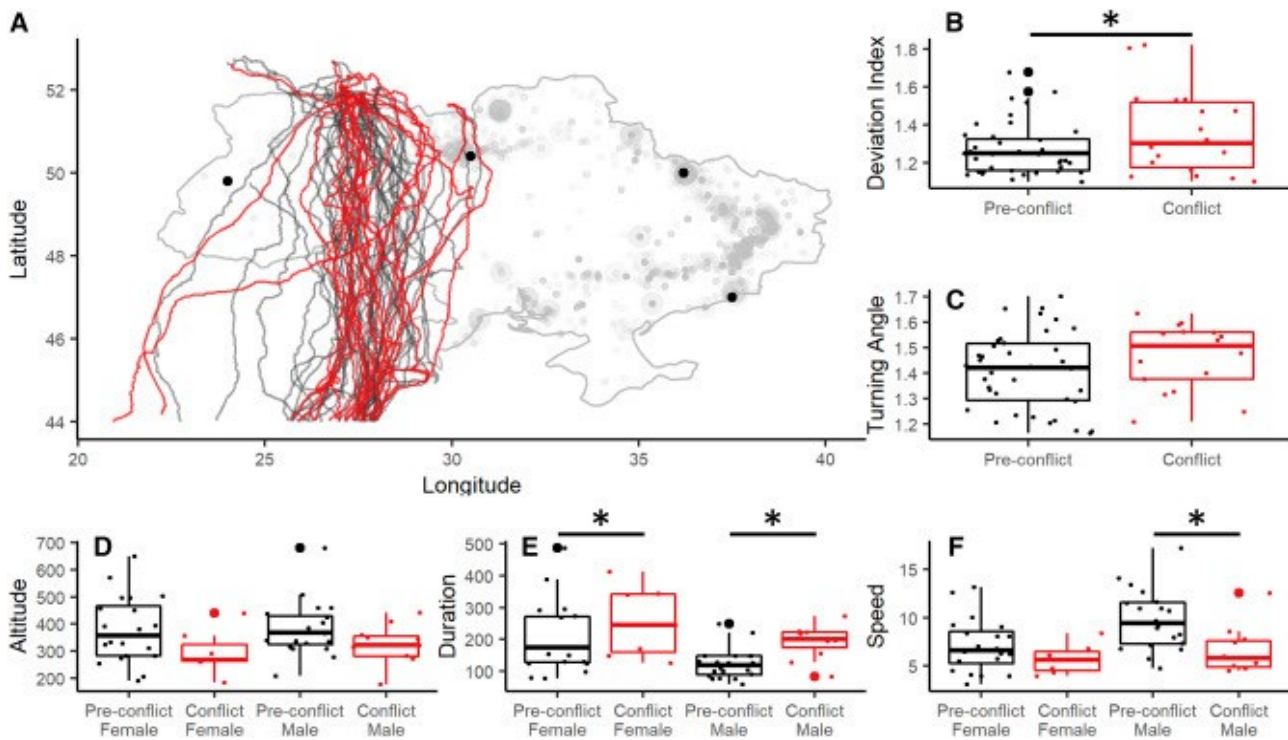 A
52
50
48
46
44
Latitude
20
25
30
35
40
Longitude
B
*
1.8
1.6
1.4
1.2
Deviation Index
Pre-conflict
Conflict
C
1.7
1.6
1.5
1.4
1.3
1.2
Turning Angle
Pre-conflict
Conflict
D
700
600
500
400
300
200
Altitude
Pre-conflict Conflict Pre-conflict Conflict
Female Female Male Male
E
* *
500
400
300
200
100
Duration
Pre-conflict Conflict Pre-conflict Conflict
Female Female Male Male
F
*
15
10
5
Speed
Pre-conflict Conflict Pre-conflict Conflict
Female Female Male Male